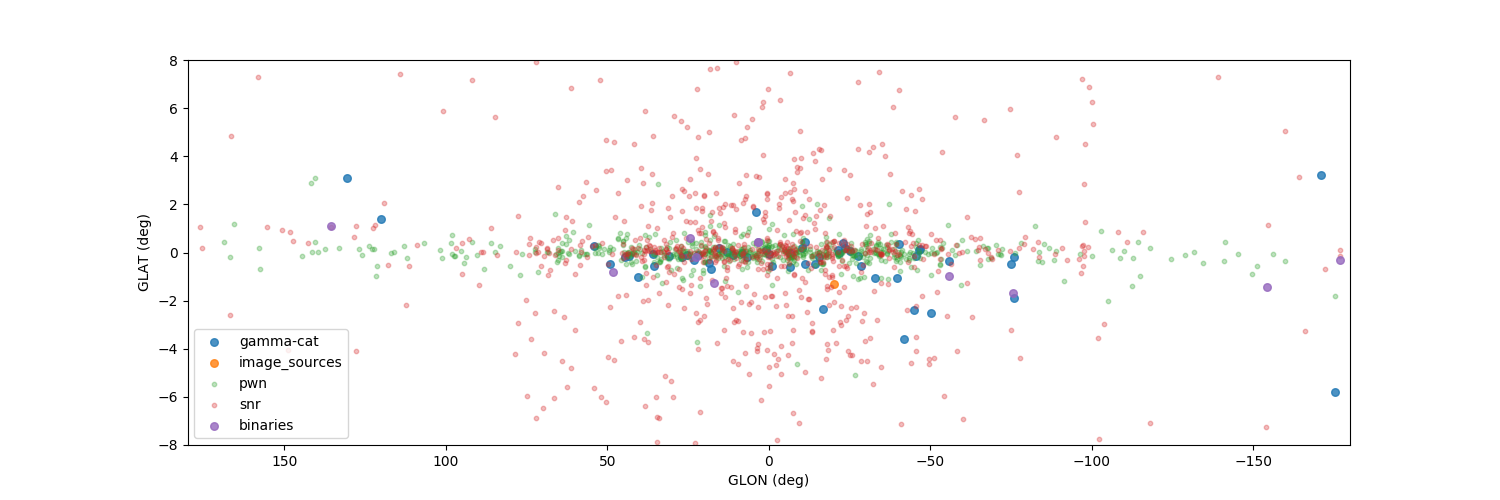 8
6
4
2
0
−2
−4
−6
−8
GLAT (deg)
gamma-cat
image_sources
pwn
snr
binaries
150
100
50
0
−50
−100
−150
GLON (deg)